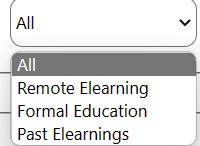 All
All
Remote Elearning
Formal Education
Past Elearnings